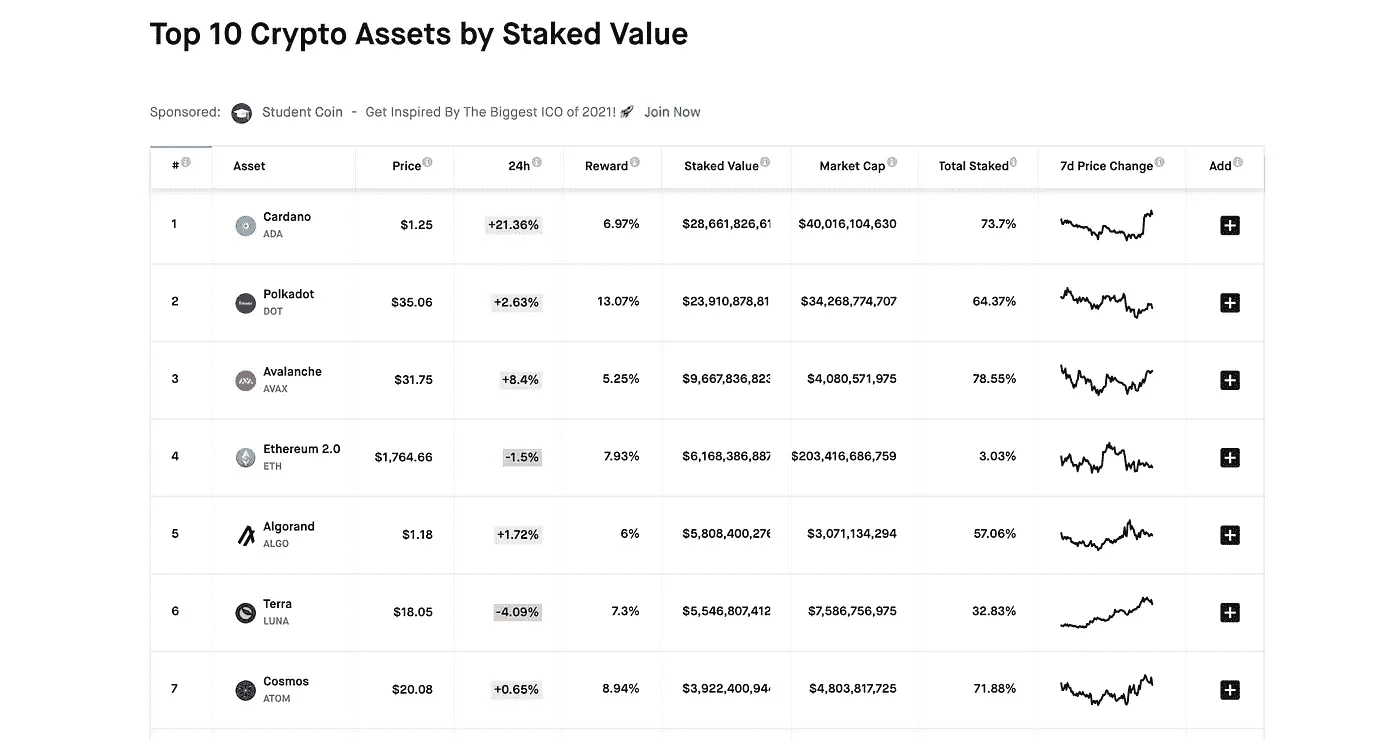 Top 10 Crypto Assets by Staked Value
Sponsored: Student Coin - Get Inspired By The Biggest ICO of 2021! 🚀 Join Now
# Asset Price 24h Reward Staked Value Market Cap Total Staked 7d Price Change Add
1 Cardano $1.25 +21.36% 6.97% $28,661,826,61 $40,016,104,630 73.7%
ADA
2 Polkadot $35.06 +2.63% 13.07% $23,910,878,81 $34,268,774,707 64.37%
DOT
3 Avalanche $31.75 +8.4% 5.25% $9,667,836,823 $4,080,571,975 78.55%
AVAX
4 Ethereum 2.0 $1,764.66 -1.5% 7.93% $6,168,386,887 $203,416,686,759 3.03%
ETH
5 Algorand $1.18 +1.72% 6% $5,808,400,276 $3,071,134,294 57.06%
ALGO
6 Terra $18.05 -4.09% 7.3% $5,546,807,412 $7,586,756,975 32.83%
LUNA
7 Cosmos $20.08 +0.65% 8.94% $3,922,400,94 $4,803,817,725 71.88%
ATOM